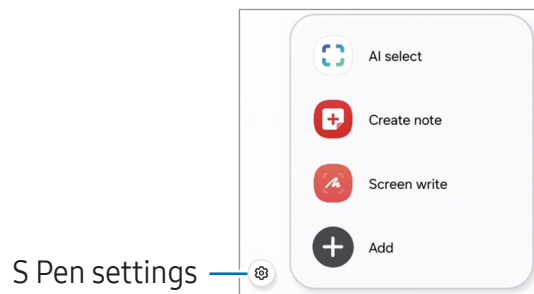 AI select
Create note
Screen write
Add
S Pen settings